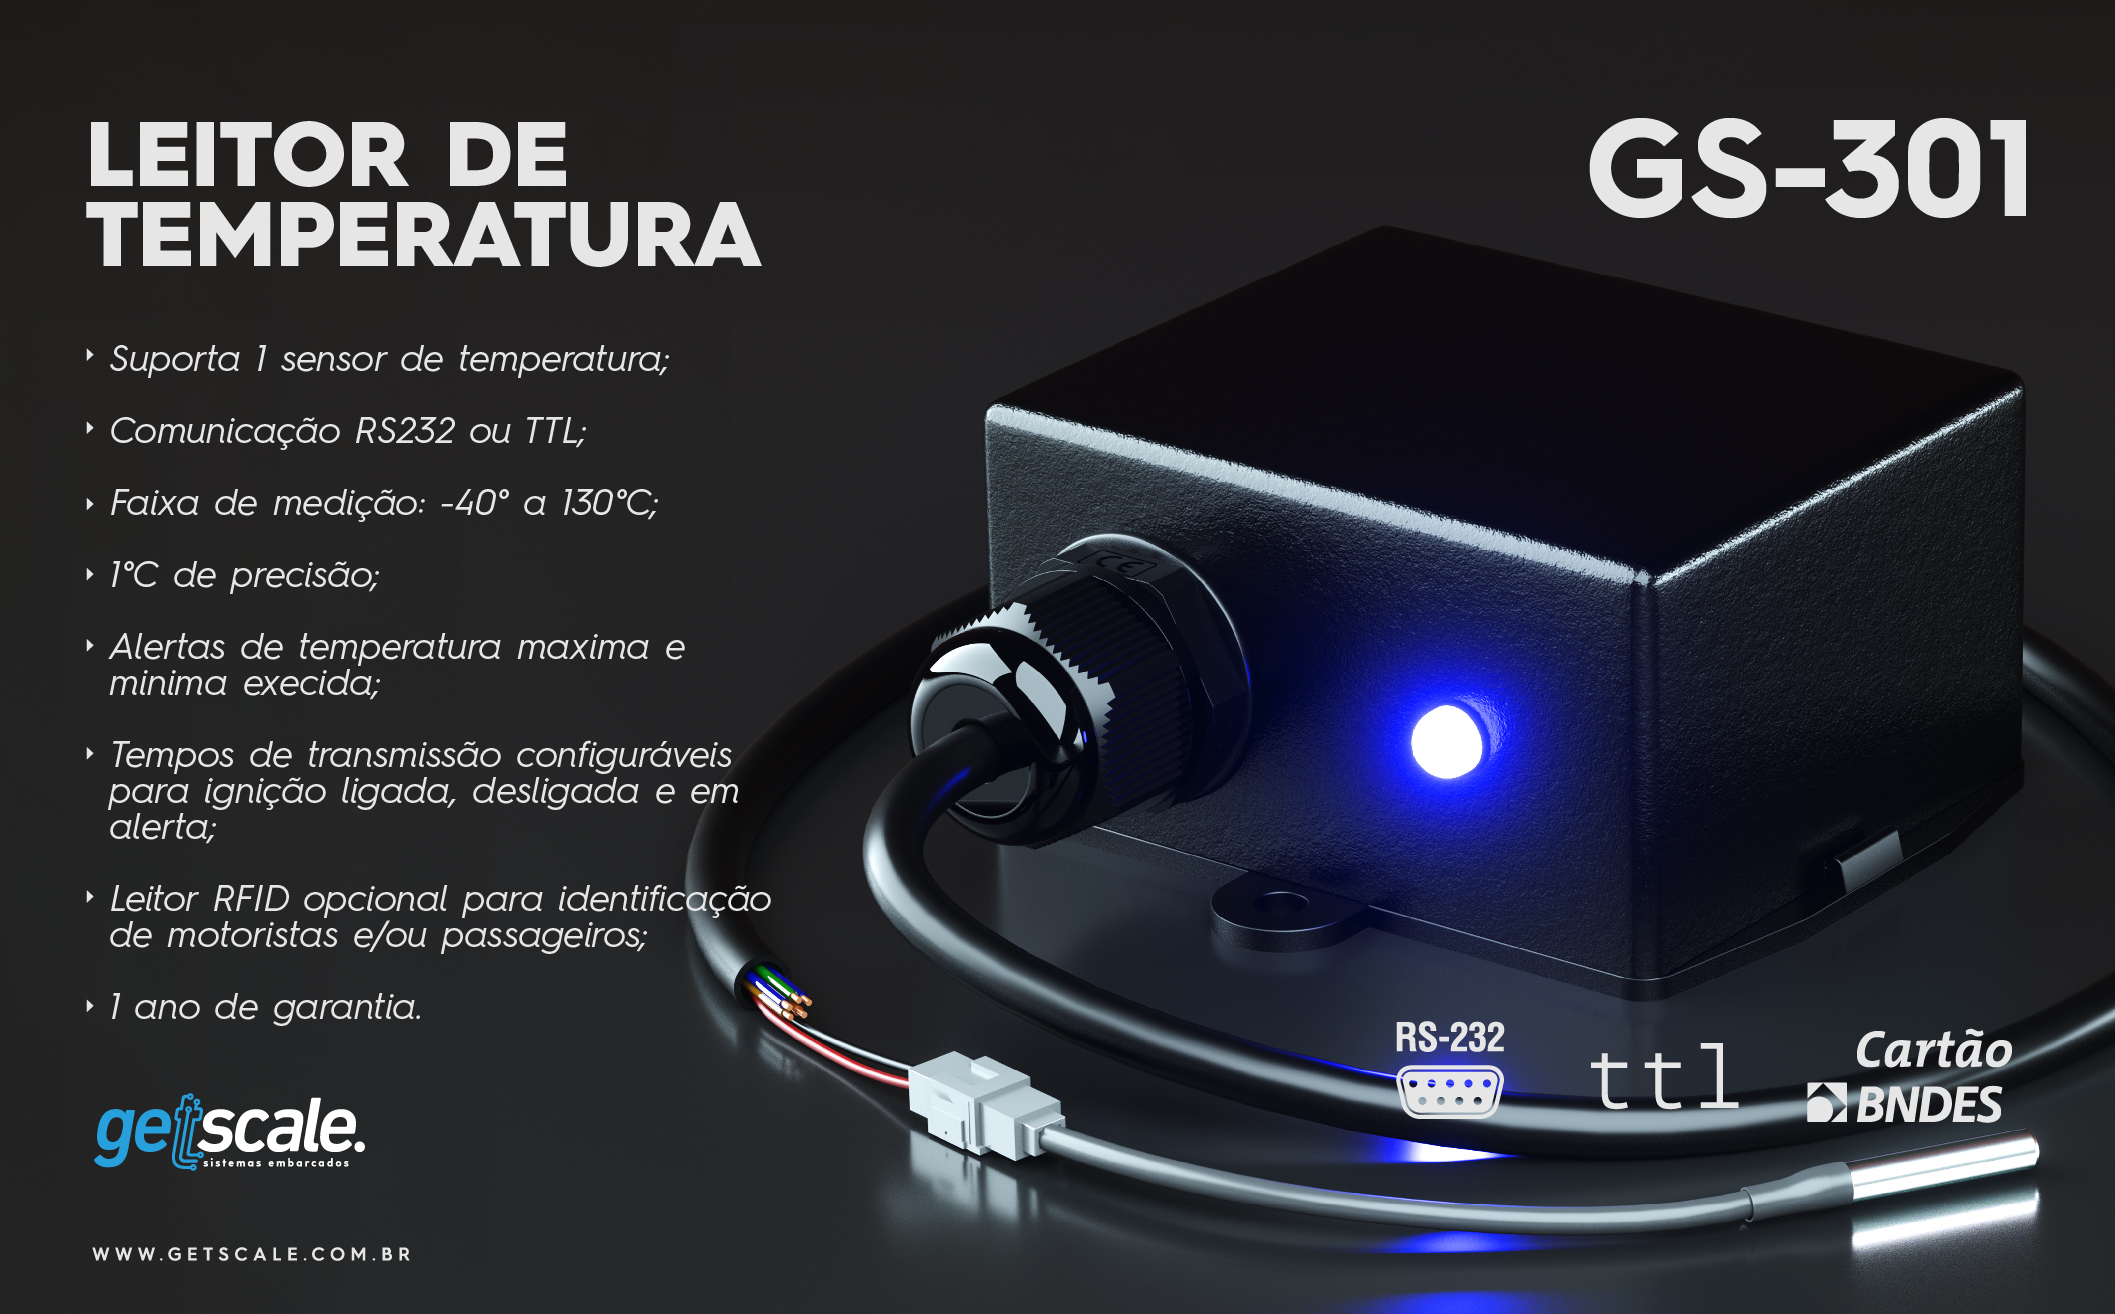 LEITOR DE
TEMPERATURA
GS-301
Suporta 1 sensor de temperatura;
Comunicação RS232 ou TTL;
Faixa de medição: -40° a 130°C;
1°C de precisão;
Alertas de temperatura maxima e
minima execida;
Tempos de transmissão configuráveis
para ignição ligada, desligada e em
alerta;
Leitor RFID opcional para identificação
de motoristas e/ou passageiros;
1 ano de garantia.
CE
RS-232
ttl
Cartão
BNDES
getscale.
sistemas embarcados
WWW.GETSCALE.COM.BR